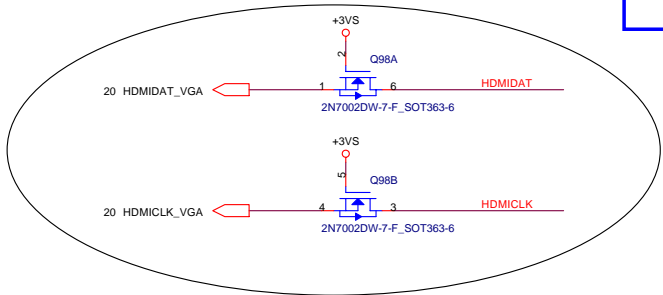 +3VS
2
Q98A
20 HDMIDAT_VGA
1
6
HDMIDAT
2N7002DW-7-F_SOT363-6
+3VS
5
Q98B
20 HDMICLK_VGA
4
3
HDMICLK
2N7002DW-7-F_SOT363-6